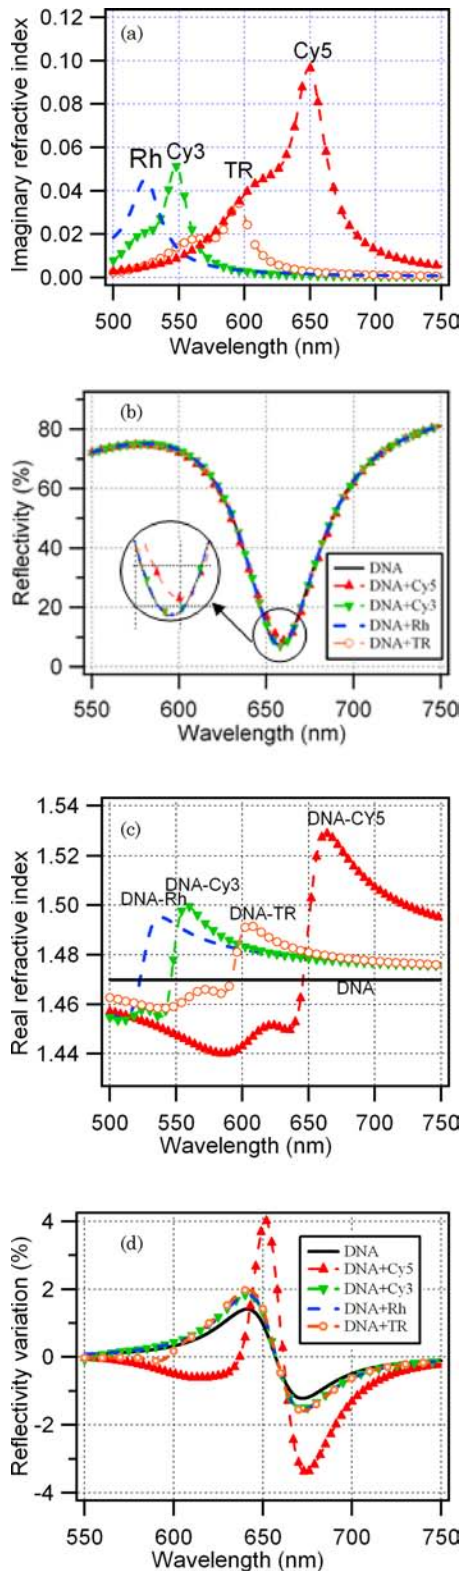 (a)
Imaginary refractive index
0.12
0.10
0.08
0.06
0.04
0.02
0.00
Rh
Cy3
TR
Cy5
500 550 600 650 700 750
Wavelength (nm)
(b)
Reflectivity (%)
80
60
40
20
0
DNA
DNA+Cy5
DNA+Cy3
DNA+Rh
DNA+TR
550 600 650 700 750
Wavelength (nm)
(c)
Real refractive index
1.54
1.52
1.50
1.48
1.46
1.44
DNA-CY5
DNA-Cy3
DNA-Rh
DNA-TR
DNA
500 550 600 650 700 750
Wavelength (nm)
(d)
Reflectivity variation (%)
4
2
0
-2
-4
DNA
DNA+Cy5
DNA+Cy3
DNA+Rh
DNA+TR
550 600 650 700 750
Wavelength (nm)